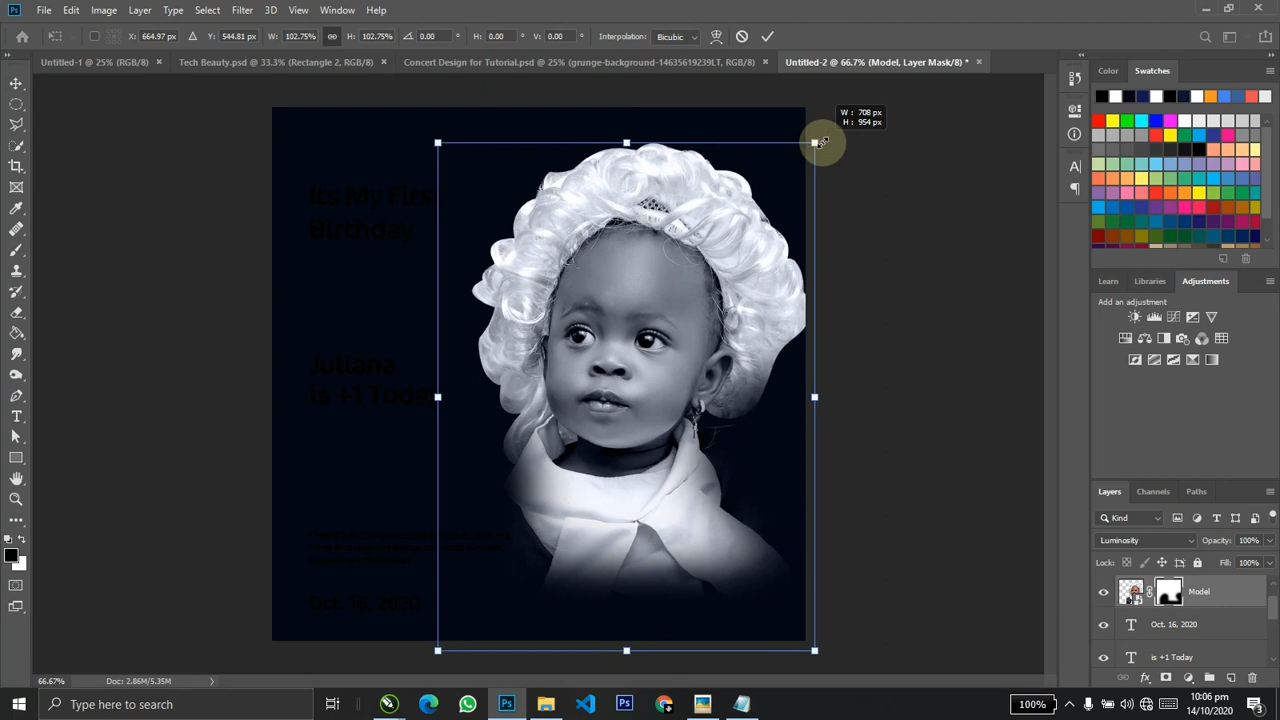 Ps File Edit Image Layer Type Select Filter 3D View Window Help
X: 664.97 px Y: 544.81 px W: 102.75% H: 102.75% 0.00 ° H: 0.00 ° V: 0.00 ° Interpolation: Bicubic
Untitled-1 @ 25% (RGB/8) Tech Beauty.psd @ 33.3% (Rectangle 2, RGB/8) Concert Design for Tutorial.psd @ 25% (grunge-background-14635619239LT, RGB/8) Untitled-2 @ 66.7% (Model, Layer Mask/8) *
Color Swatches
W: 708 px
H: 954 px
Its My First
Birthday
Juliana
is +1 Today
Oct. 16, 2020
Learn Libraries Adjustments
Add an adjustment
Layers Channels Paths
Kind
Luminosity Opacity: 100%
Lock: Fill: 100%
Model
Oct. 16, 2020
is +1 Today
66.67% Doc: 2.86M/5.35M
Type here to search
100%
10:06 pm
14/10/2020
3